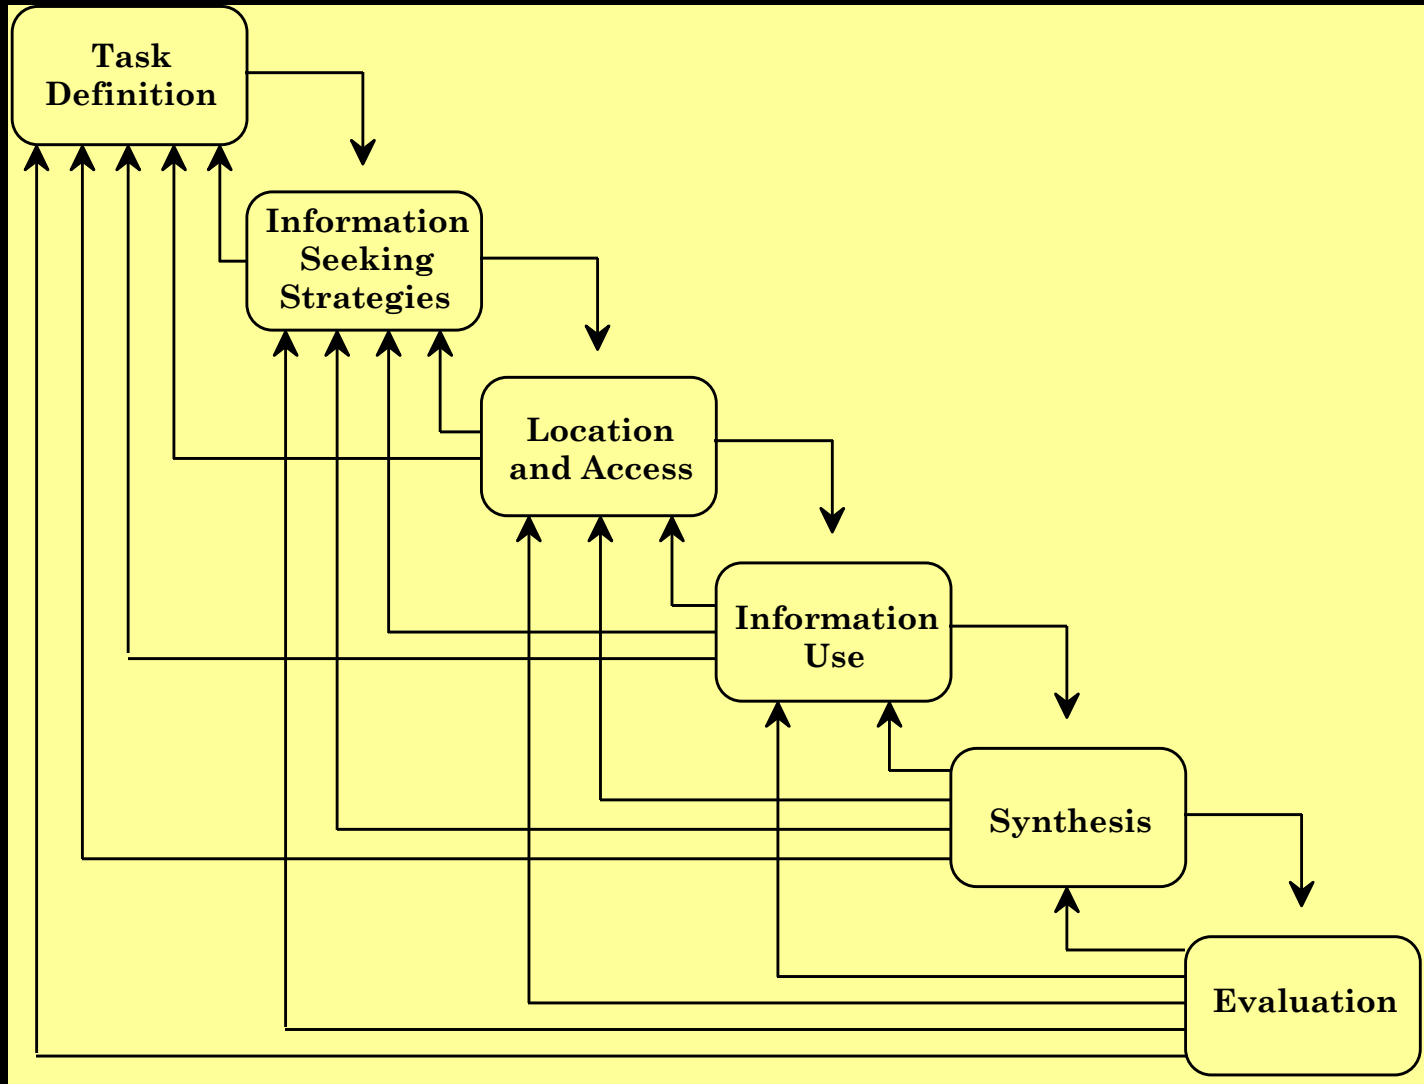 Task
Definition
Information
Seeking
Strategies
Location
and Access
Information
Use
Synthesis
Evaluation